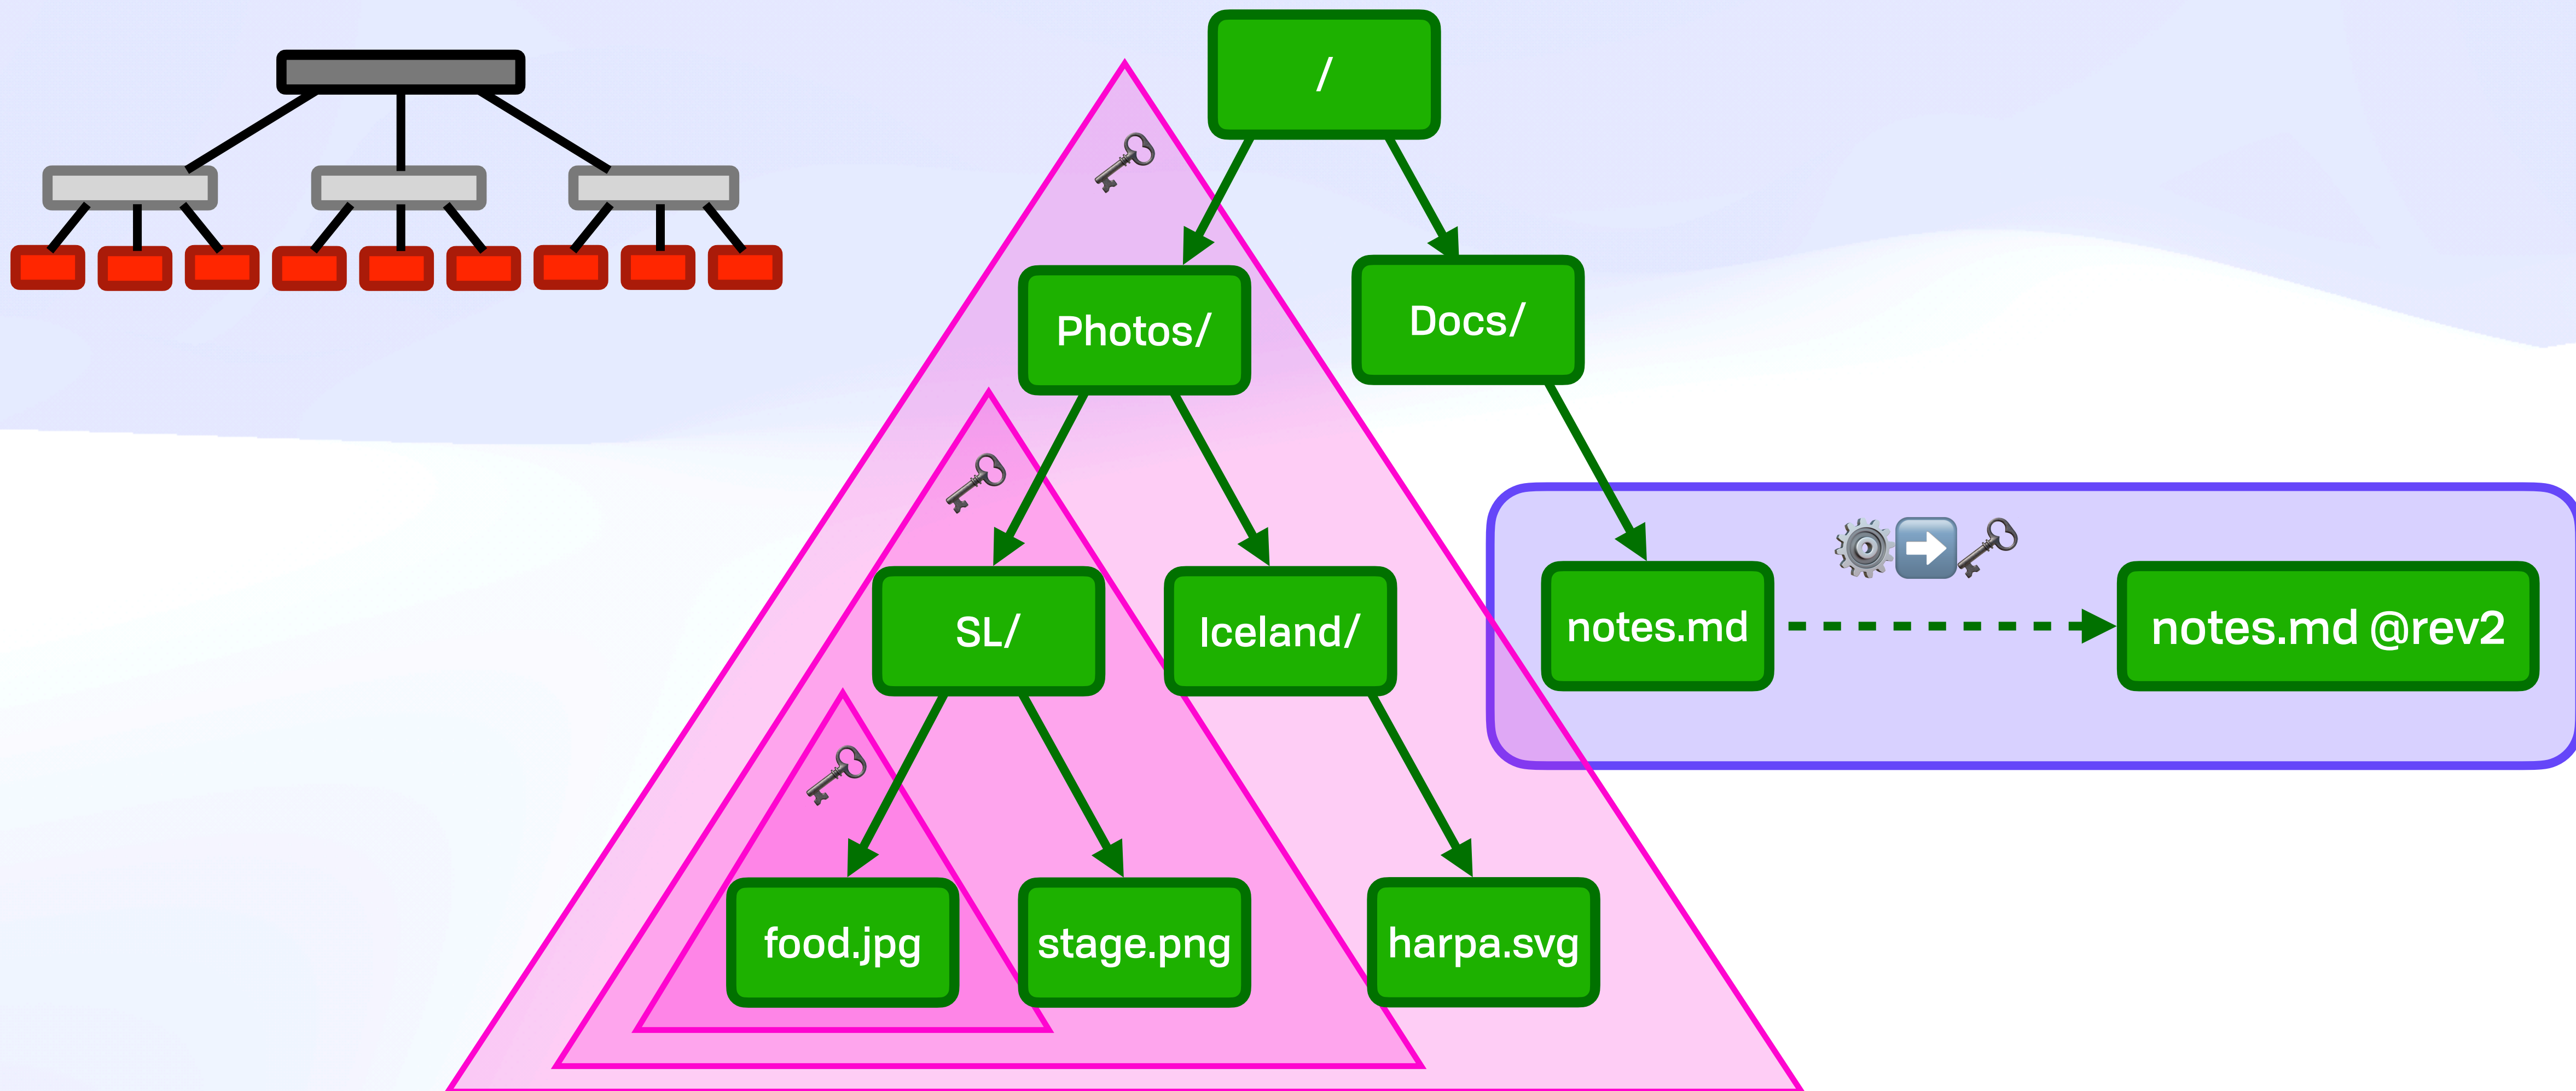 /
Photos/
Docs/
SL/
Iceland/
notes.md
notes.md @rev2
food.jpg
stage.png
harpa.svg